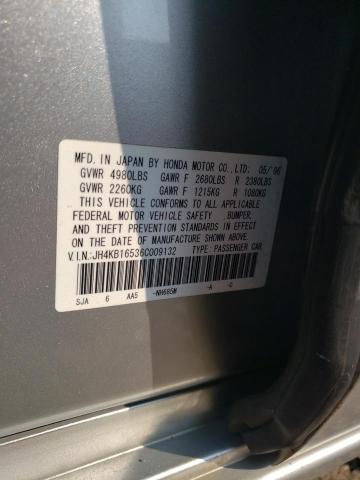 MFD. IN JAPAN BY HONDA MOTOR CO.,LTD: 05/'06
GVWR 4980LBS GAWR F 2680LBS R 2380LBS
GVWR 2260KG GAWR F 1215KG R 1080KG
THIS VEHICLE CONFORMS TO ALL APPLICABLE
FEDERAL MOTOR VEHICLE SAFETY, BUMPER,
AND THEFT PREVENTION STANDARDS IN EFFECT
ON THE DATE OF MANUFACTURE SHOWN ABOVE.
V.I.N.:JH4KB16536C009132 TYPE: PASSENGER CAR
SJA 6 AA5 -NH685M -A -G